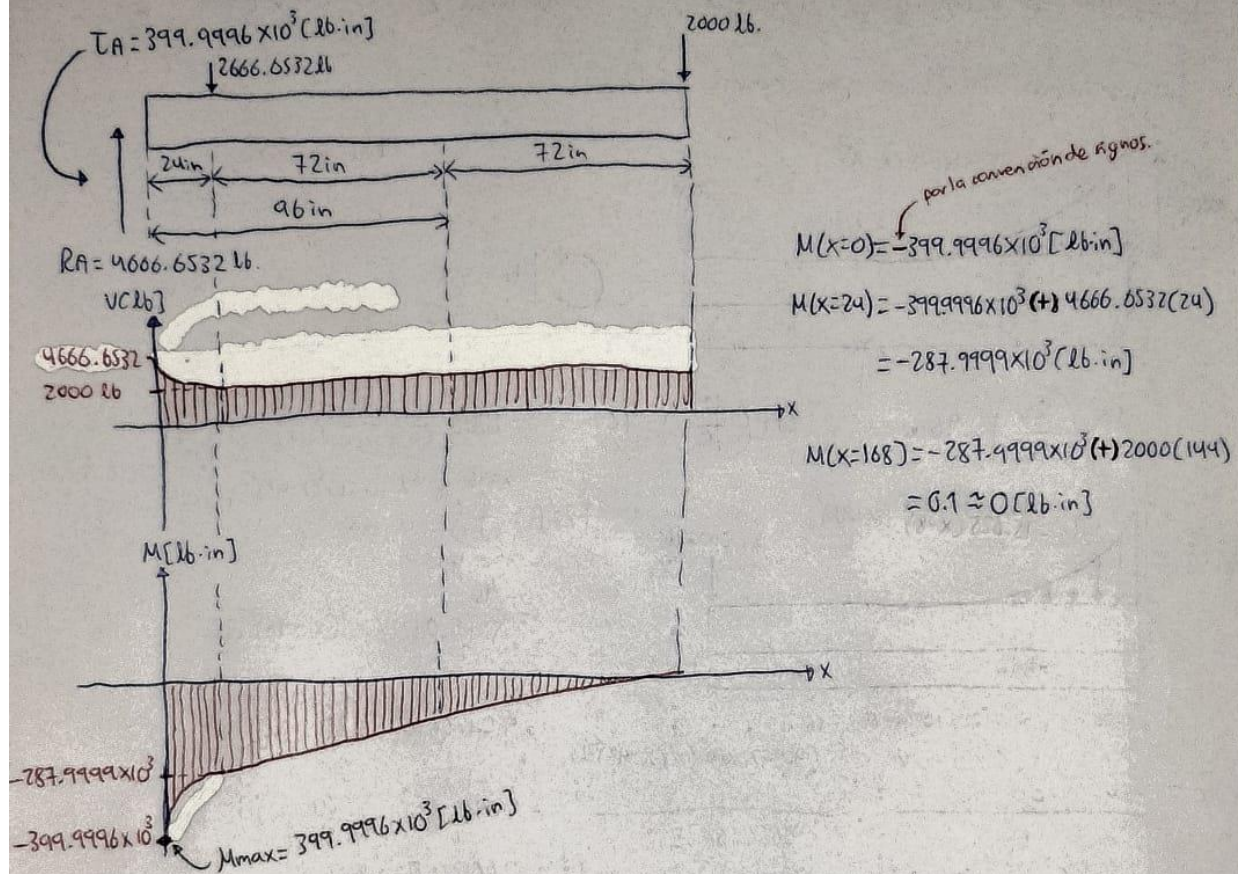 TA = 399.9996 x10³ [lb·in]
2000 lb.
2666.6532 lb
24in
72in
72in
96in
RA = 4666.6532 lb.
V[lb]
4666.6532
2000 lb
x
M[lb·in]
x
-287.9999x10³
-399.9996x10³
Mmax = 399.9996x10³ [lb·in]
por la convención de signos.
M(x=0) = -399.9996x10³ [lb·in]
M(x=24) = -399.9996x10³ (+) 4666.6532(24)
= -287.9999x10³ [lb·in]
M(x=168) = -287.9999x10³ (+) 2000(144)
= 0.1 ≈ 0 [lb·in]